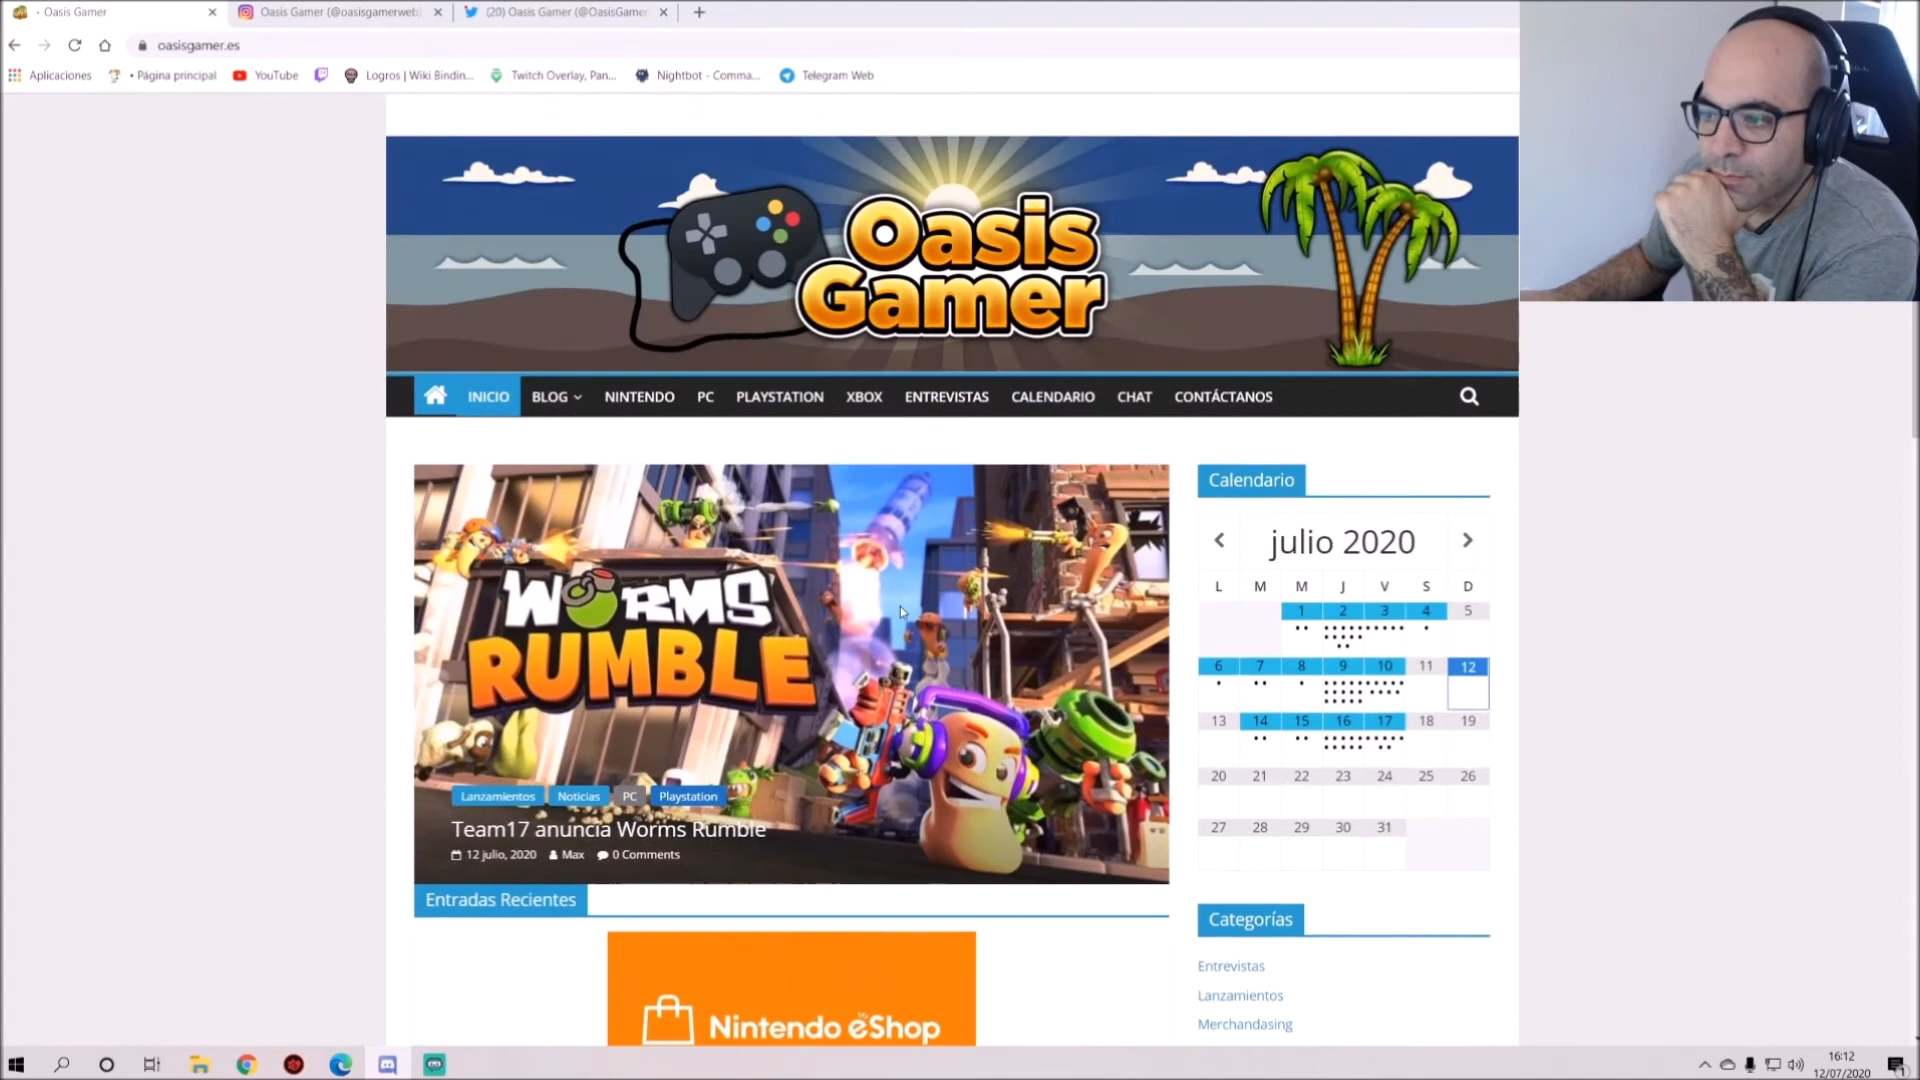 • Oasis Gamer
Oasis Gamer (@oasisgamerweb)
(20) Oasis Gamer (@OasisGamer
oasisgamer.es
Aplicaciones
• Página principal
YouTube
Logros | Wiki Bindin...
Twitch Overlay, Pan...
Nightbot - Comma...
Telegram Web
Oasis
Gamer
INICIO
BLOG
NINTENDO
PC
PLAYSTATION
XBOX
ENTREVISTAS
CALENDARIO
CHAT
CONTÁCTANOS
WORMS
RUMBLE
Lanzamientos
Noticias
PC
Playstation
Team17 anuncia Worms Rumble
12 julio, 2020
Max
0 Comments
Entradas Recientes
Nintendo eShop
Calendario
julio 2020
L M M J V S D
1 2 3 4 5
6 7 8 9 10 11 12
13 14 15 16 17 18 19
20 21 22 23 24 25 26
27 28 29 30 31
Categorías
Entrevistas
Lanzamientos
Merchandasing
16:12
12/07/2020
1